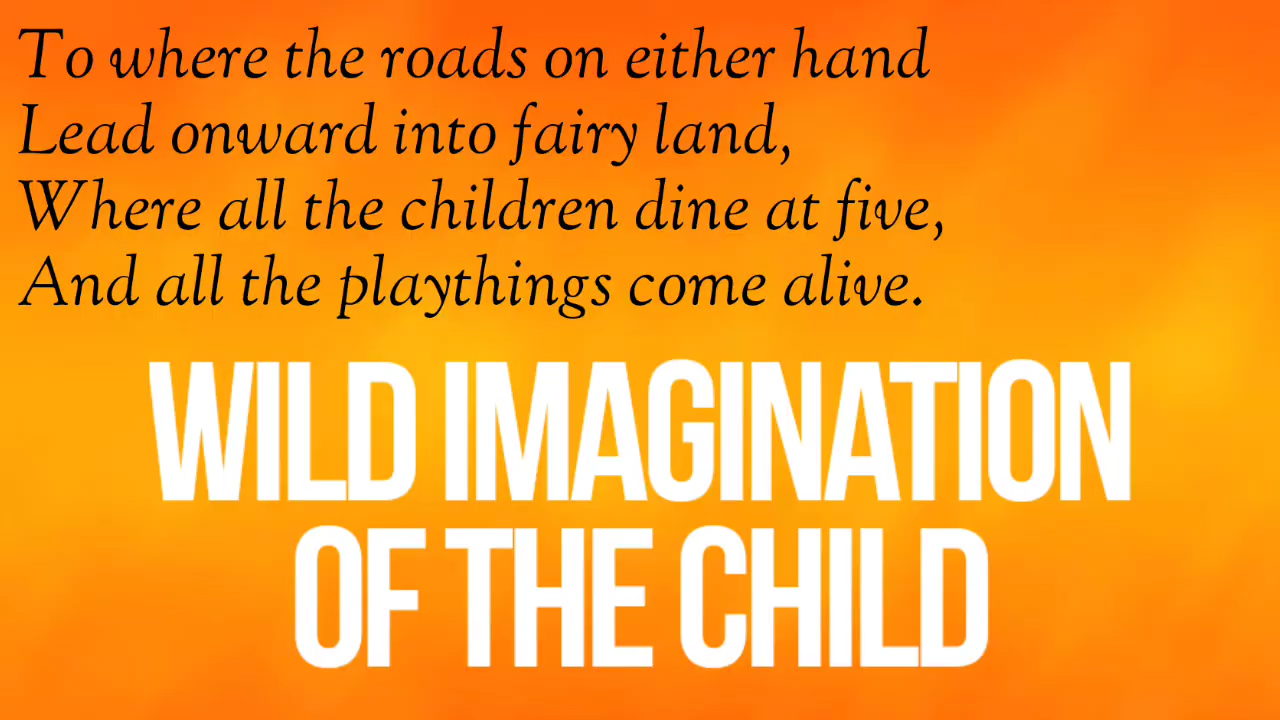 To where the roads on either hand
Lead onward into fairy land,
Where all the children dine at five,
And all the playthings come alive.
WILD IMAGINATION
OF THE CHILD